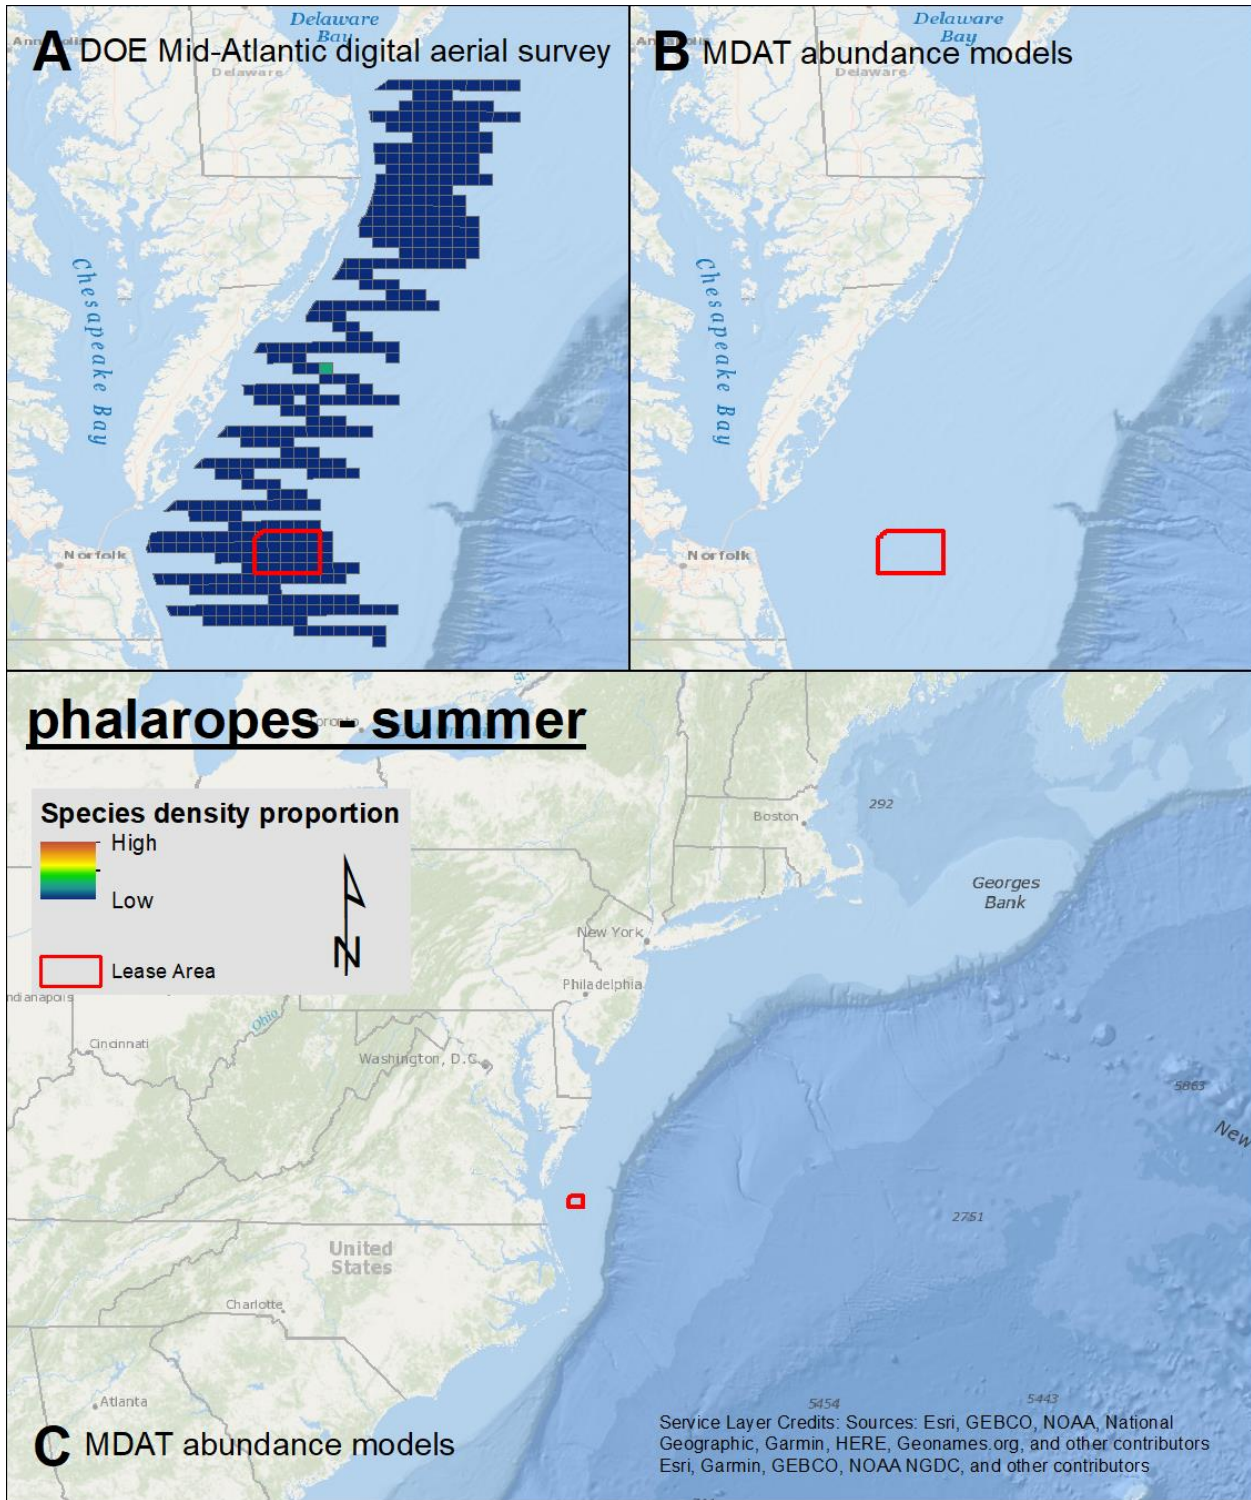 Delaware
Bay
A DOE Mid-Atlantic digital aerial survey
Delaware
Chesapeake Bay
Norfolk
Delaware
Bay
B MDAT abundance models
Delaware
Chesapeake Bay
Norfolk
phalaropes - summer
Toronto
Species density proportion
High
Low
N
Lease Area
292
Boston
Georges
Bank
New York
Philadelphia
ndianapolis
Ohio
Cincinnati
Washington, D.C.
5863
New
2751
United
States
Charlotte
Atlanta
5454
5443
C MDAT abundance models
Service Layer Credits: Sources: Esri, GEBCO, NOAA, National
Geographic, Garmin, HERE, Geonames.org, and other contributors
Esri, Garmin, GEBCO, NOAA NGDC, and other contributors